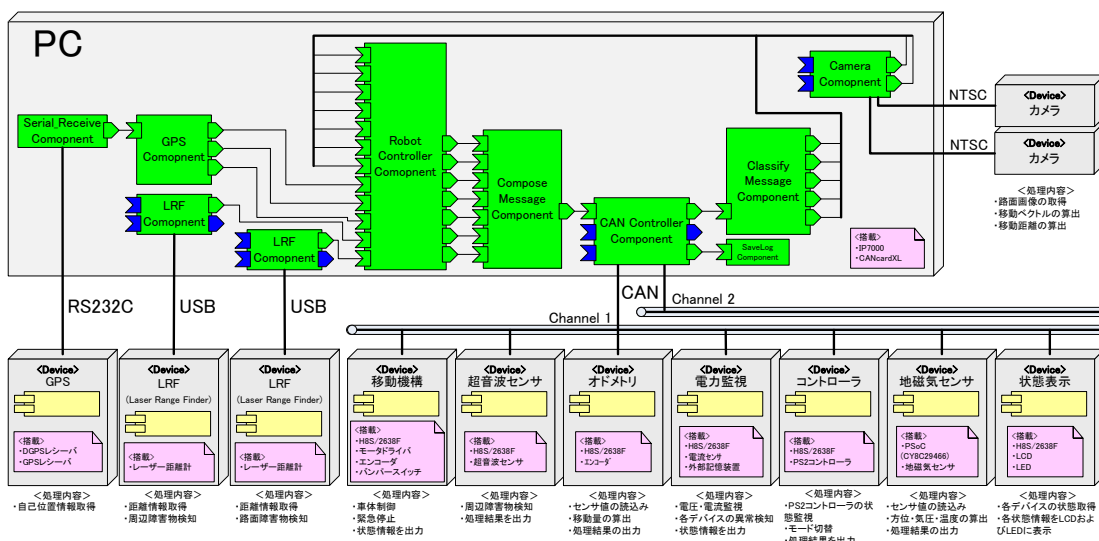 PC
Serial_Receive
Comopnent
GPS
Comopnent
LRF
Comopnent
LRF
Comopnent
Robot
Controller
Compopnent
Compose
Message
Component
CAN Controller
Component
Classify
Message
Component
SaveLog
Component
Camera
Comopnent
<搭載>
・IP7000
・CANcardXL
NTSC
<Device>
カメラ
NTSC
<Device>
カメラ
<処理内容>
・路面画像の取得
・移動ベクトルの算出
・移動距離の算出
RS232C
USB
USB
CAN
Channel 2
Channel 1
<Device>
GPS
<搭載>
・DGPSレシーバ
・GPSレシーバ
<処理内容>
・自己位置情報取得
<Device>
LRF
(Laser Range Finder)
<搭載>
・レーザー距離計
<処理内容>
・距離情報取得
・周辺障害物検知
<Device>
LRF
(Laser Range Finder)
<搭載>
・レーザー距離計
<処理内容>
・距離情報取得
・路面障害物検知
<Device>
移動機構
<搭載>
・H8S/2638F
・モータドライバ
・エンコーダ
・バンパースイッチ
<処理内容>
・車体制御
・緊急停止
・状態情報を出力
<Device>
超音波センサ
<搭載>
・H8S/2638F
・超音波センサ
<処理内容>
・周辺障害物検知
・処理結果を出力
<Device>
オドメトリ
<搭載>
・H8S/2638F
・エンコーダ
<処理内容>
・センサ値の読込み
・移動量の算出
・処理結果の出力
<Device>
電力監視
<搭載>
・H8S/2638F
・電流センサ
・外部記憶装置
<処理内容>
・電圧・電流監視
・各デバイスの異常検知
・状態情報を出力
<Device>
コントローラ
<搭載>
・H8S/2638F
・PS2コントローラ
<処理内容>
・PS2コントローラの状
態監視
・モード切替
・処理結果を出力
<Device>
地磁気センサ
<搭載>
・PSoC
(CY8C29466)
・地磁気センサ
<処理内容>
・センサ値の読込み
・方位・気圧・温度の算出
・処理結果の出力
<Device>
状態表示
<搭載>
・H8S/2638F
・LCD
・LED
<処理内容>
・各デバイスの状態取得
・各状態情報をLCDおよ
びLEDに表示